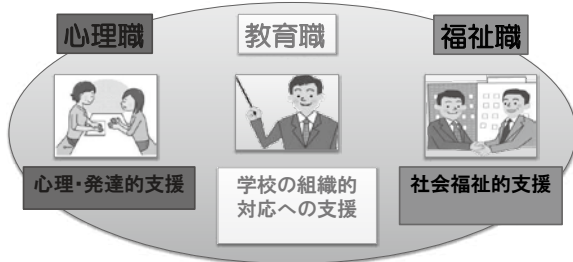 心理職
教育職
福祉職
心理・発達的支援
学校の組織的
対応への支援
社会福祉的支援